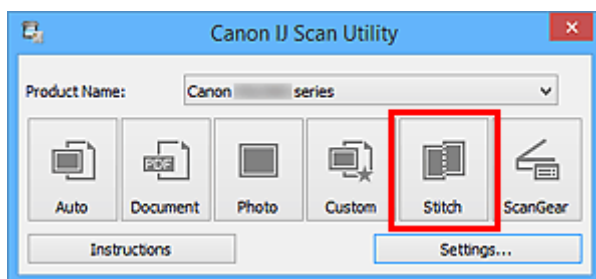 Canon IJ Scan Utility
Product Name: Canon series
PDF
Auto Document Photo Custom Stitch ScanGear
Instructions Settings...